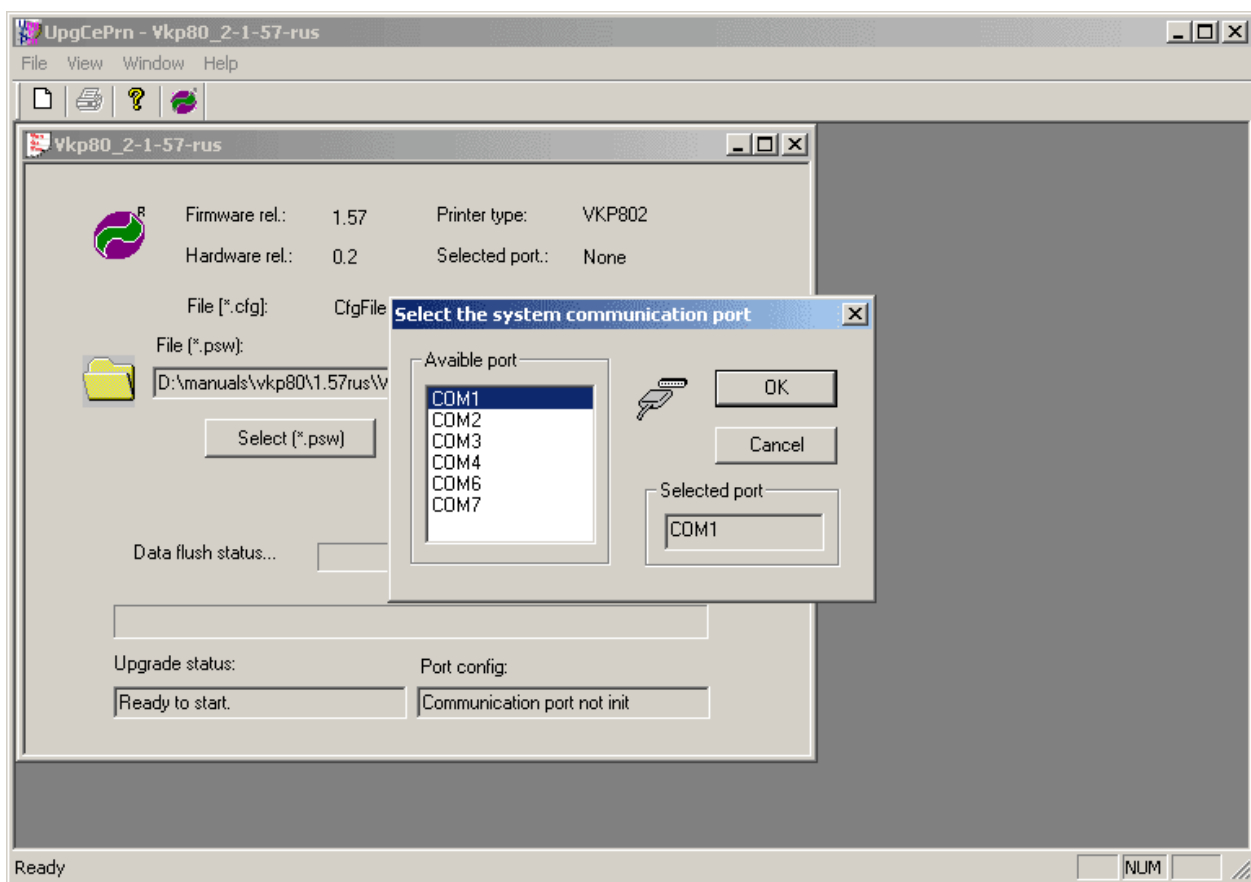 UpgCePrn - Vkp80_2-1-57-rus
File View Window Help
Vkp80_2-1-57-rus
R
Firmware rel.: 1.57 Printer type: VKP802
Hardware rel.: 0.2 Selected port.: None
File [*.cfg]: CfgFile
File (*.psw):
D:\manuals\vkp80\1.57rus\V
Select (*.psw)
Data flush status...
Upgrade status: Port config:
Ready to start. Communication port not init
Select the system communication port
Avaible port
COM1
COM2
COM3
COM4
COM6
COM7
OK
Cancel
Selected port
COM1
Ready NUM